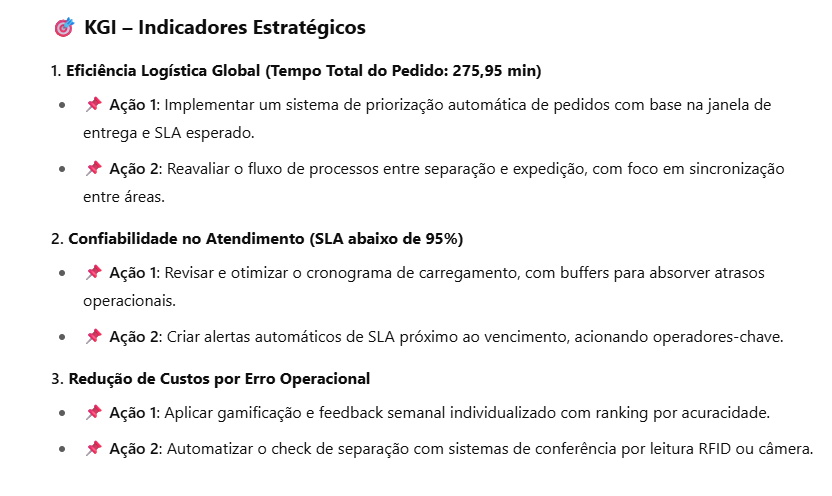 🎯 KGI – Indicadores Estratégicos
1. Eficiência Logística Global (Tempo Total do Pedido: 275,95 min)
• 📌 Ação 1: Implementar um sistema de priorização automática de pedidos com base na janela de
entrega e SLA esperado.
• 📌 Ação 2: Reavaliar o fluxo de processos entre separação e expedição, com foco em sincronização
entre áreas.
2. Confiabilidade no Atendimento (SLA abaixo de 95%)
• 📌 Ação 1: Revisar e otimizar o cronograma de carregamento, com buffers para absorver atrasos
operacionais.
• 📌 Ação 2: Criar alertas automáticos de SLA próximo ao vencimento, acionando operadores-chave.
3. Redução de Custos por Erro Operacional
• 📌 Ação 1: Aplicar gamificação e feedback semanal individualizado com ranking por acuracidade.
• 📌 Ação 2: Automatizar o check de separação com sistemas de conferência por leitura RFID ou câmera.